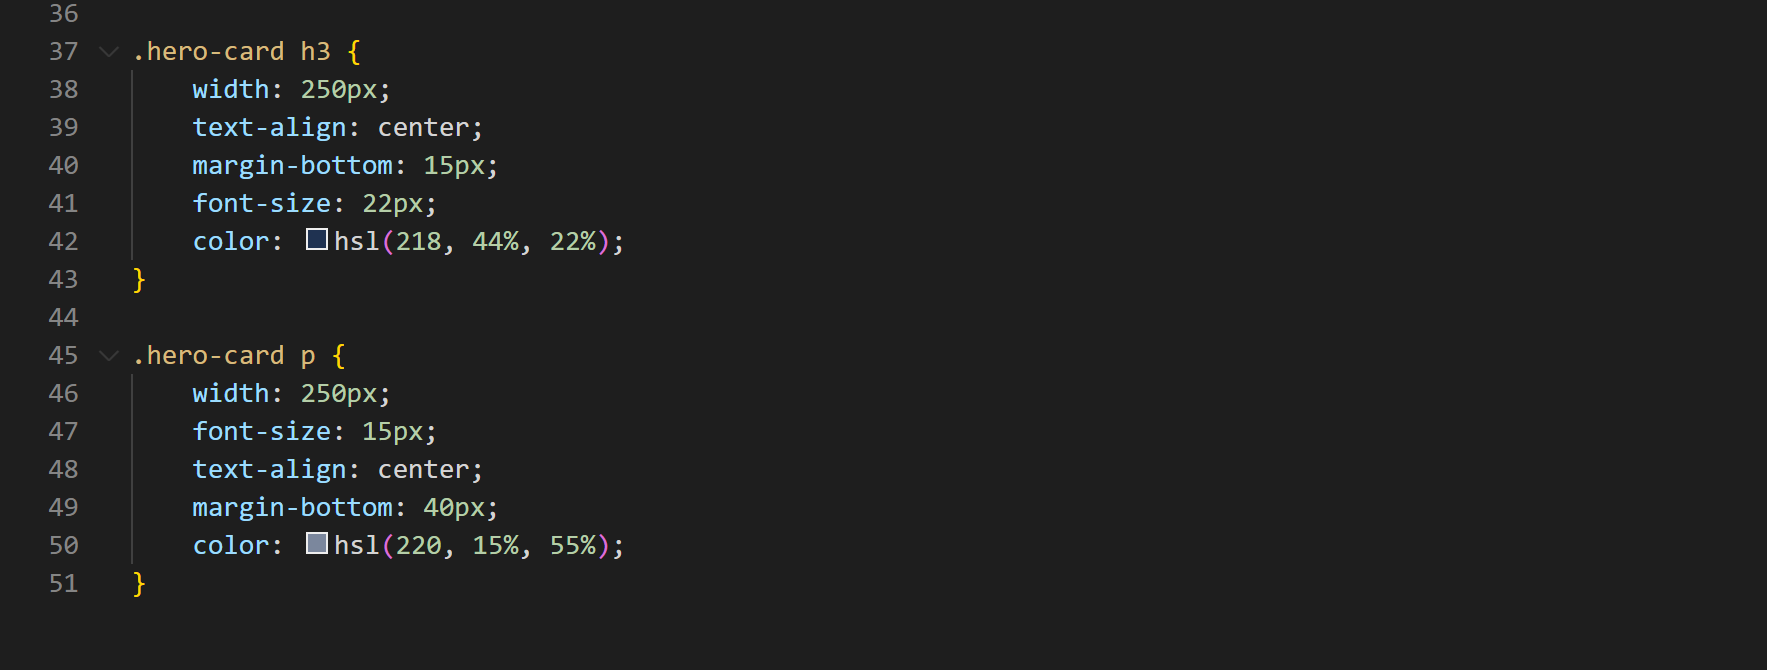 36
37 .hero-card h3 {
38     width: 250px;
39     text-align: center;
40     margin-bottom: 15px;
41     font-size: 22px;
42     color: hsl(218, 44%, 22%);
43 }
44
45 .hero-card p {
46     width: 250px;
47     font-size: 15px;
48     text-align: center;
49     margin-bottom: 40px;
50     color: hsl(220, 15%, 55%);
51 }